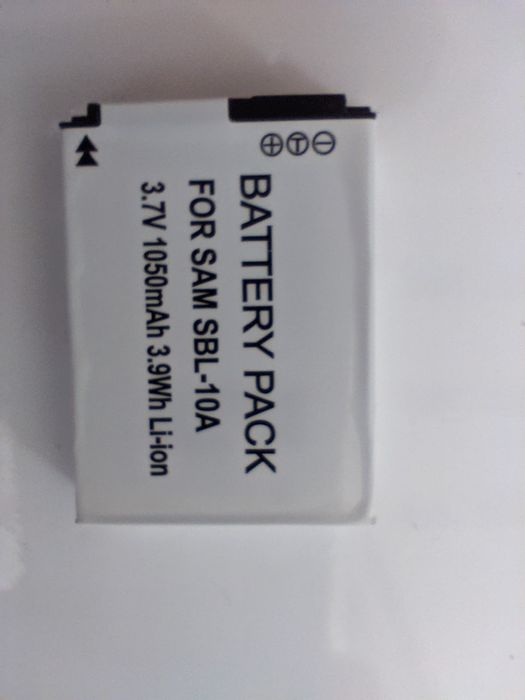 BATTERY PACK
FOR SAM SBL-10A
3.7V 1050mAh 3.9Wh Li-ion